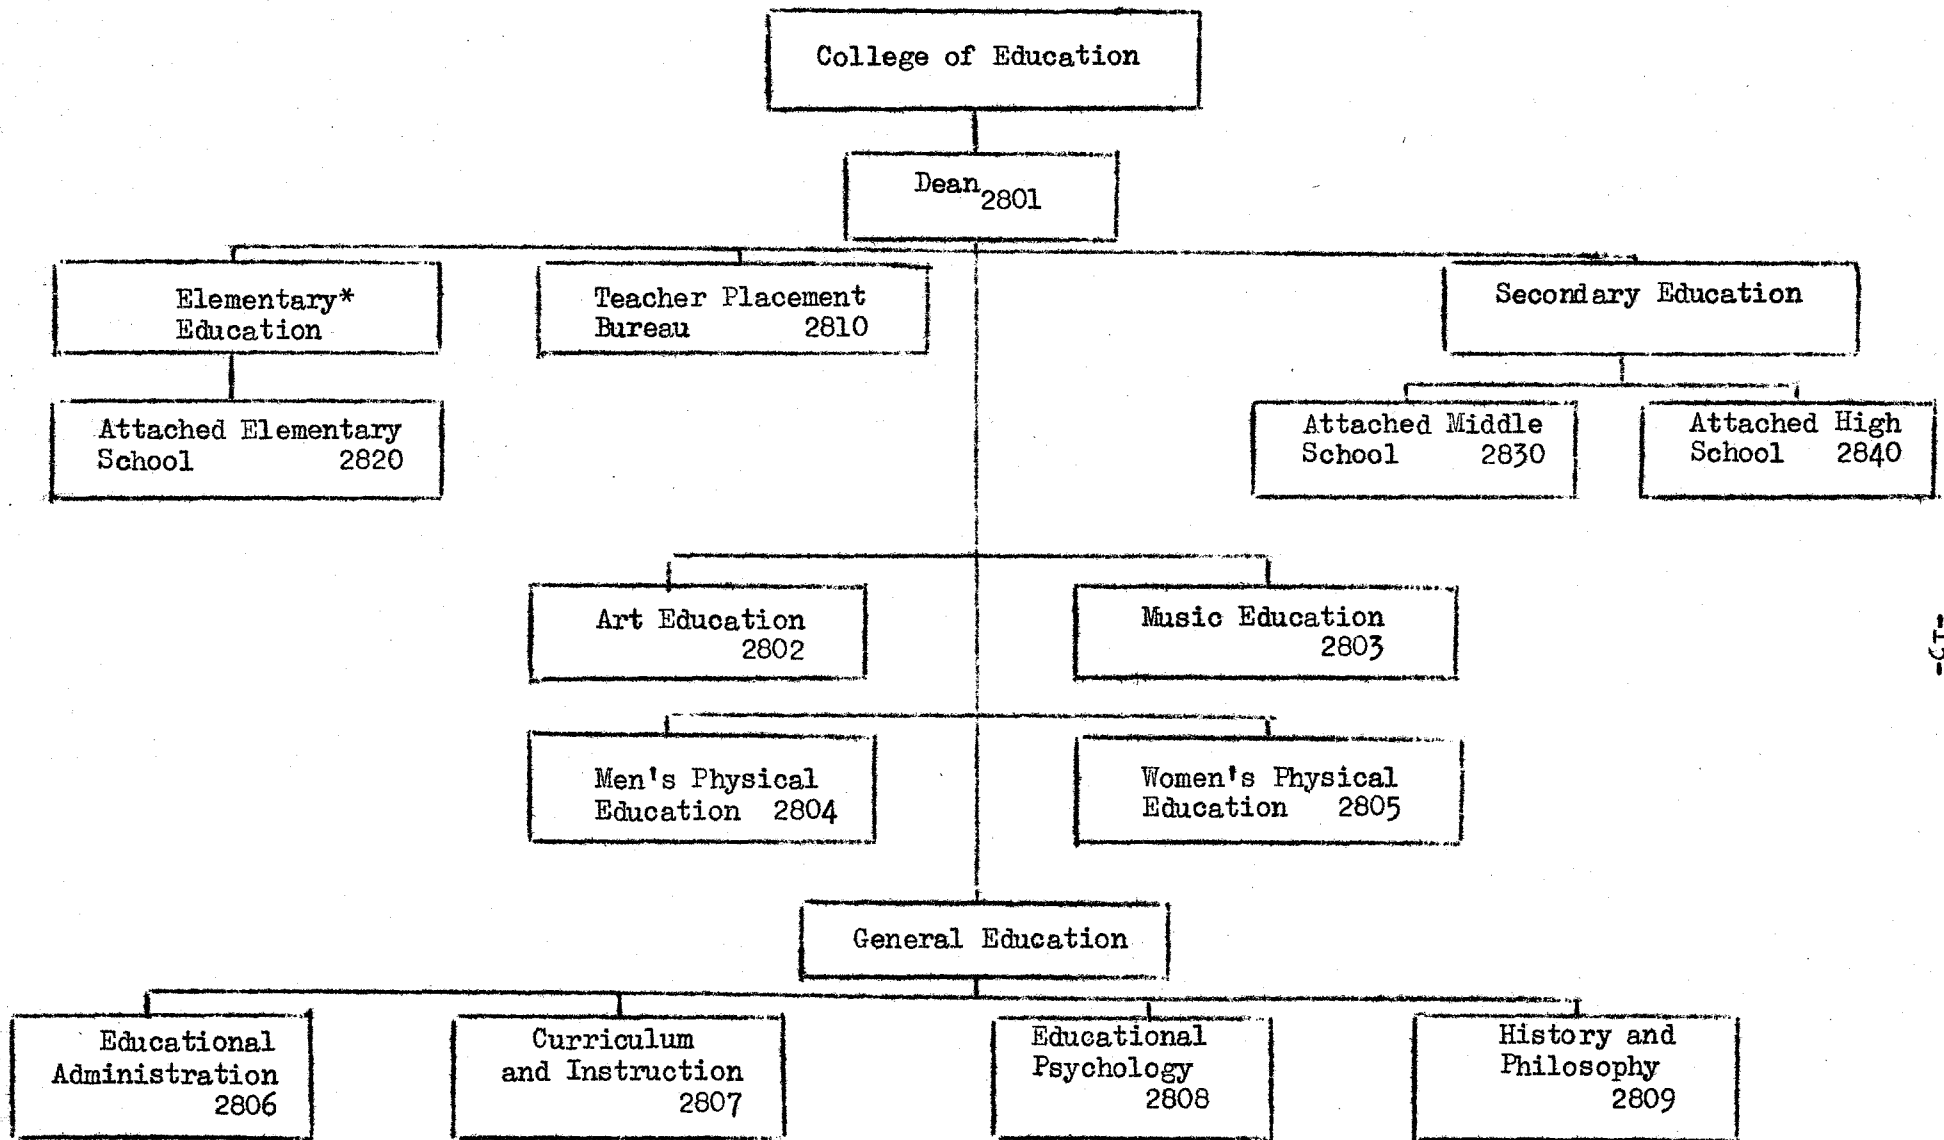 College of Education
Dean 2801
Elementary*
Education
Teacher Placement
Bureau 2810
Secondary Education
Attached Elementary
School 2820
Attached Middle
School 2830
Attached High
School 2840
Art Education
2802
Music Education
2803
Men's Physical
Education 2804
Women's Physical
Education 2805
General Education
Educational
Administration
2806
Curriculum
and Instruction
2807
Educational
Psychology
2808
History and
Philosophy
2809